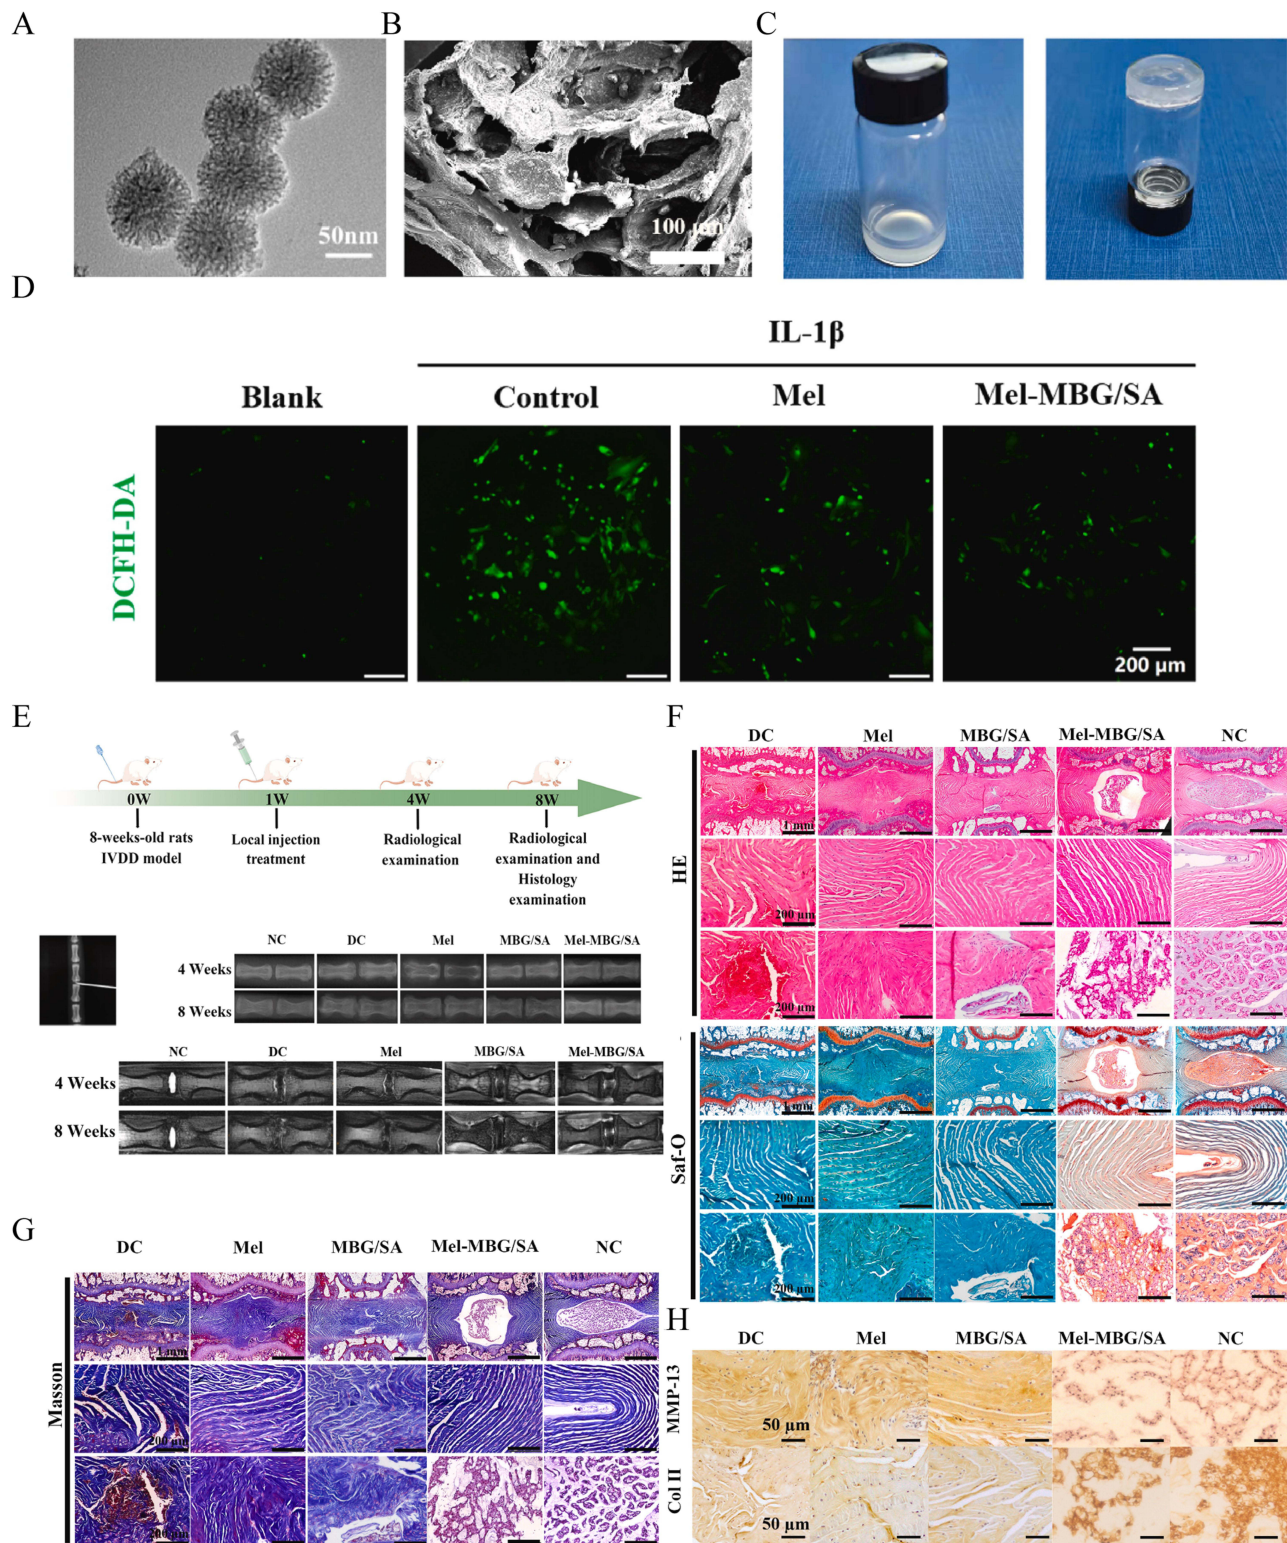 A
B
C
50nm
100 µm
D
IL-1β
Blank
Control
Mel
Mel-MBG/SA
DCFH-DA
200 µm
E
0W
1W
4W
8W
8-weeks-old rats
IVDD model
Local injection
treatment
Radiological
examination
Radiological
examination and
Histology
examination
NC
DC
Mel
MBG/SA
Mel-MBG/SA
4 Weeks
8 Weeks
NC
DC
Mel
MBG/SA
Mel-MBG/SA
4 Weeks
8 Weeks
F
DC
Mel
MBG/SA
Mel-MBG/SA
NC
HE
1 mm
200 µm
200 µm
Saf-O
1 mm
200 µm
200 µm
G
DC
Mel
MBG/SA
Mel-MBG/SA
NC
Masson
1 mm
200 µm
200 µm
H
DC
Mel
MBG/SA
Mel-MBG/SA
NC
MMP-13
50 µm
Col II
50 µm